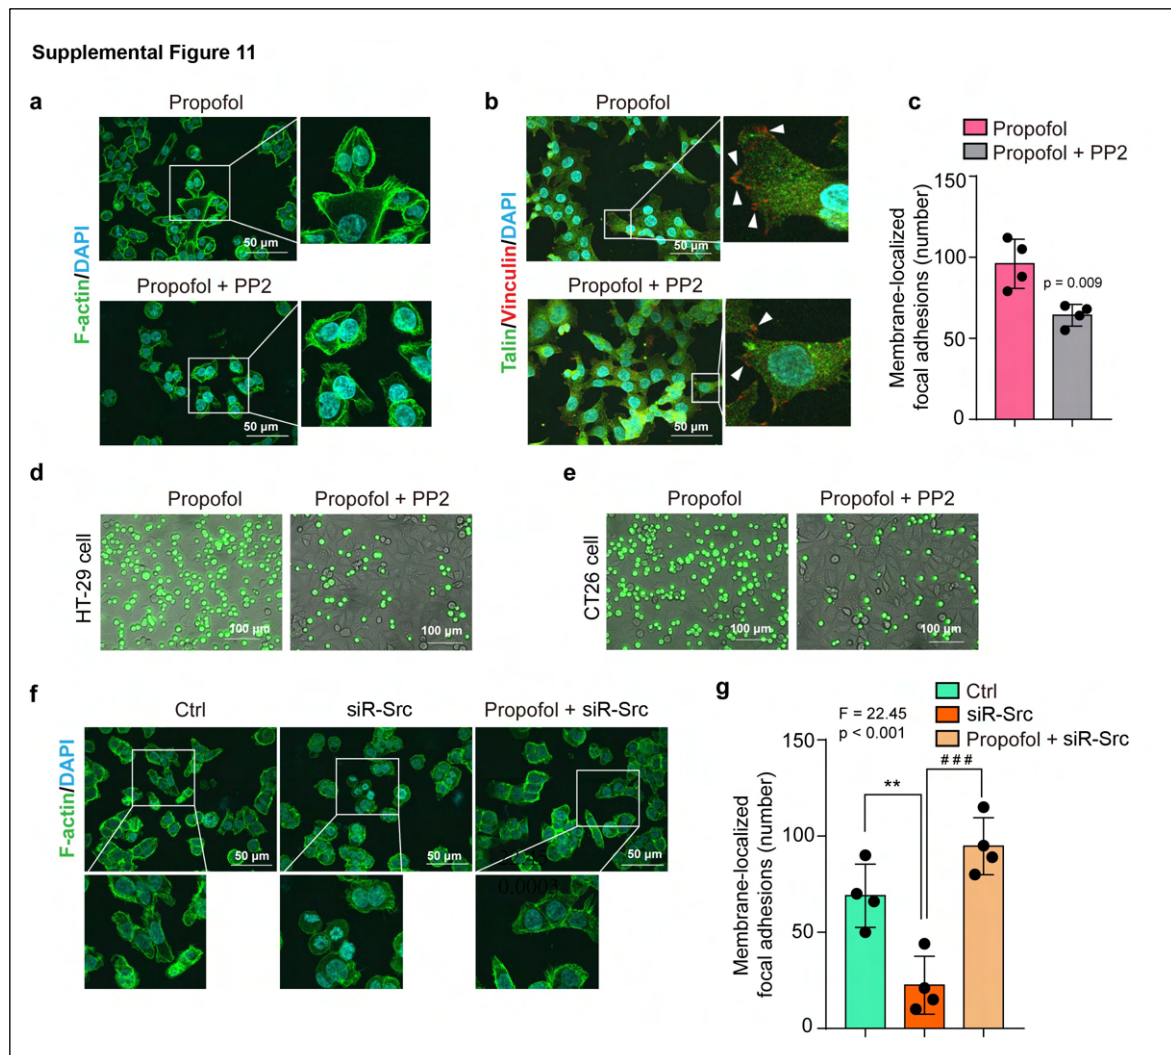 Supplemental Figure 11
a
Propofol
50 µm
Propofol + PP2
50 µm
F-actin/DAPI
b
Propofol
50 µm
Propofol + PP2
50 µm
Talin/Vinculin/DAPI
c
Propofol
Propofol + PP2
150
100
50
0
p = 0.009
Membrane-localized
focal adhesions (number)
d
Propofol
Propofol + PP2
HT-29 cell
100 µm
100 µm
e
Propofol
Propofol + PP2
CT26 cell
100 µm
100 µm
f
Ctrl
siR-Src
Propofol + siR-Src
F-actin/DAPI
50 µm
50 µm
50 µm
0.0003
g
Ctrl
siR-Src
Propofol + siR-Src
F = 22.45
p < 0.001
150
100
50
0
**
###
Membrane-localized
focal adhesions (number)